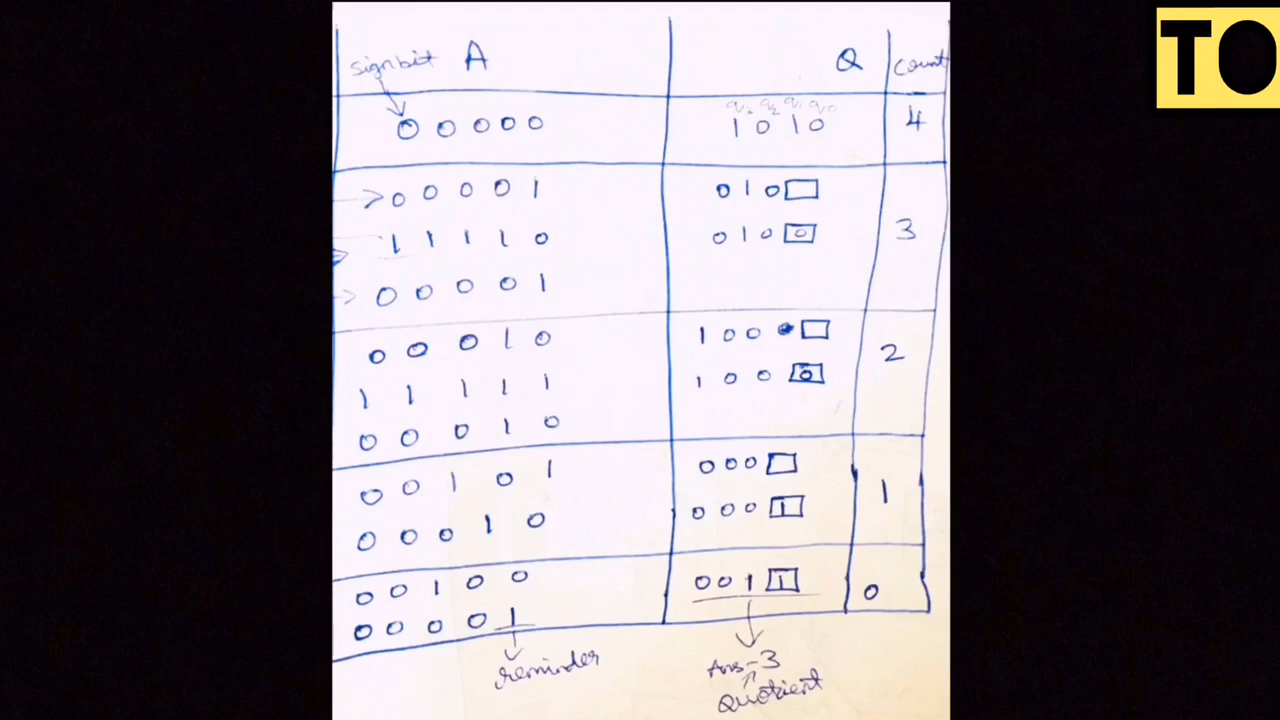 TO
signbit A Q count
q3 q2 q1 q0
0 0 0 0 0 1 0 1 0 4
0 0 0 0 1 0 1 0
1 1 1 1 0 0 1 0 0 3
0 0 0 0 1
0 0 0 1 0 1 0 0
1 1 1 1 1 1 0 0 0 2
0 0 0 1 0
0 0 1 0 1 0 0 0
0 0 0 1 0 0 0 0 1 1
0 0 1 0 0 0 0 1 1 0
0 0 0 0 1
reminder
Ans-3
Quotient